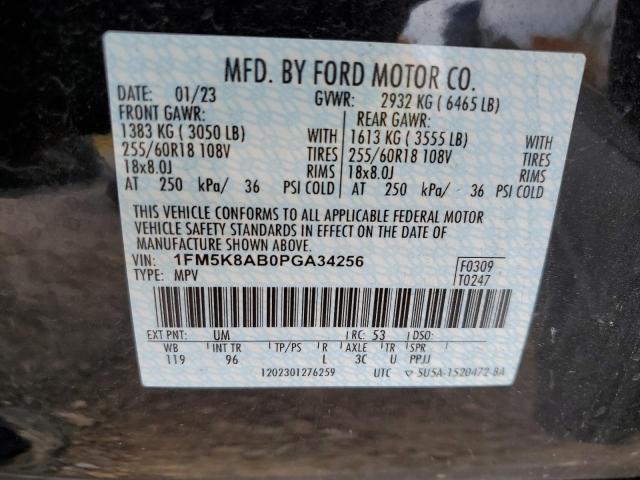 MFD. BY FORD MOTOR CO.
DATE: 01/23 GVWR: 2932 KG ( 6465 LB)
FRONT GAWR: REAR GAWR:
1383 KG ( 3050 LB) WITH 1613 KG ( 3555 LB) WITH
255/60R18 108V TIRES 255/60R18 108V TIRES
18x8.0J RIMS 18x8.0J RIMS
AT 250 kPa/ 36 PSI COLD AT 250 kPa/ 36 PSI COLD
THIS VEHICLE CONFORMS TO ALL APPLICABLE FEDERAL MOTOR
VEHICLE SAFETY STANDARDS IN EFFECT ON THE DATE OF
MANUFACTURE SHOWN ABOVE.
VIN: 1FM5K8AB0PGA34256 F0309
TYPE: MPV T0247
EXT PNT: UM RC: 53 DSO:
WB INT TR TP/PS R AXLE TR SPR
119 96 L 3C U PPJJ
1202301276259 UTC ▽ 5U5A-1520472-BA